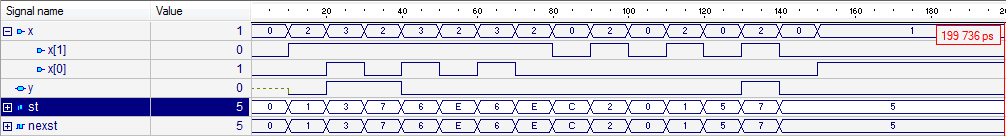 Signal name Value 20 40 60 80 100 120 140 160 180
x 1 0 2 3 2 3 2 3 2 0 2 0 2 0 2 0 1
199 736 ps
x[1] 0
x[0] 1
y 0
st 5 0 1 3 7 6 E 6 E C 2 0 1 5 7 5
nexst 5 0 1 3 7 6 E 6 E C 2 0 1 5 7 5